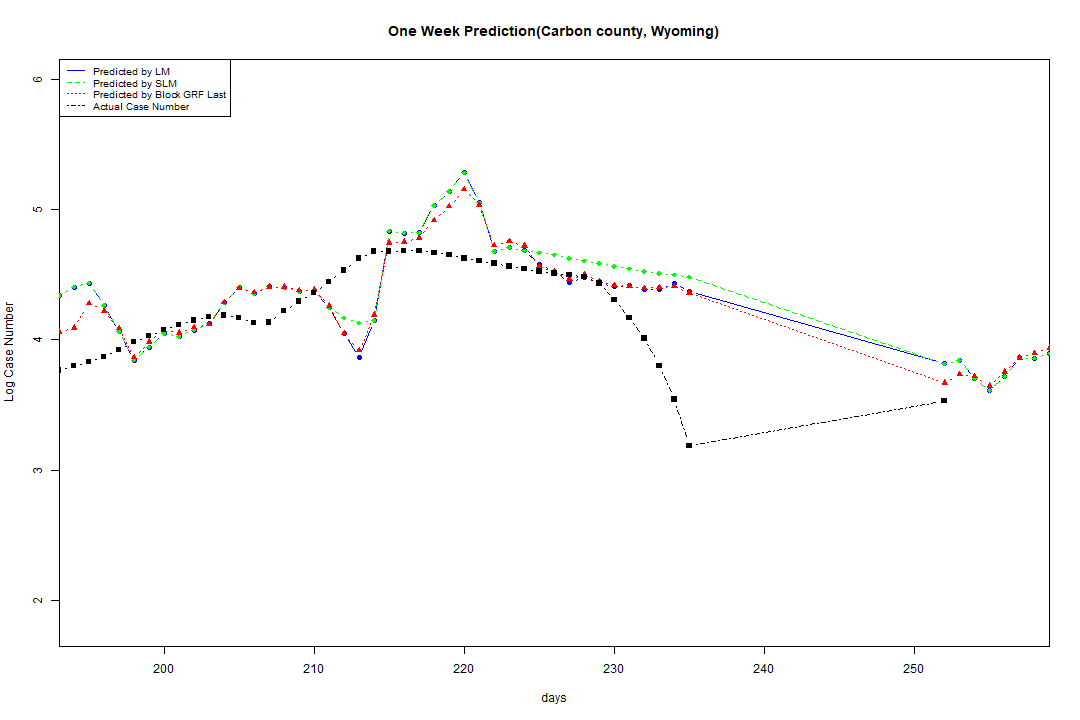 One Week Prediction(Carbon county, Wyoming)
Predicted by LM
Predicted by SLM
Predicted by Block GRF Last
Actual Case Number
6
5
4
3
2
Log Case Number
200 210 220 230 240 250
days